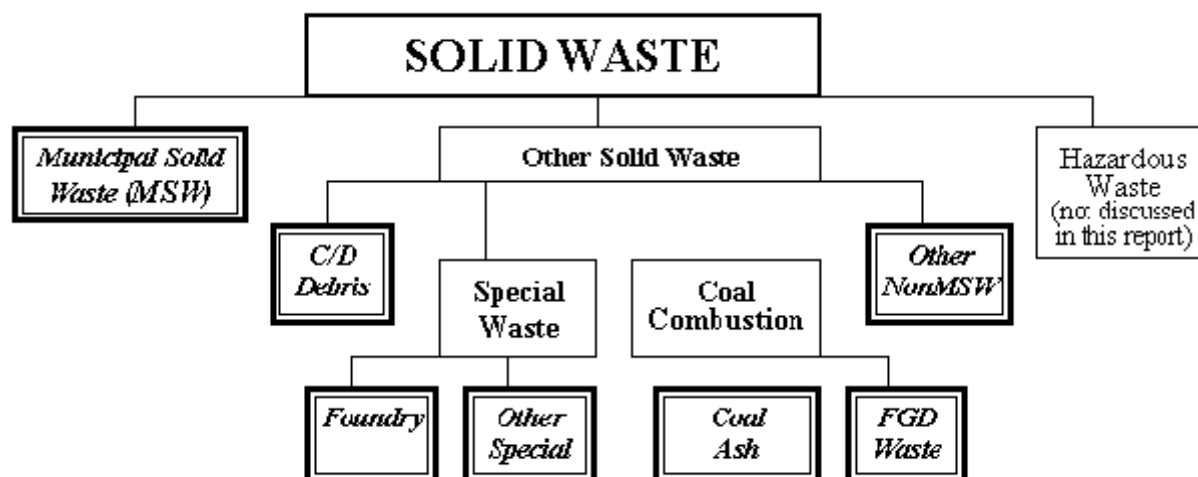 SOLID WASTE
Municipal Solid
Waste (MSW)
Other Solid Waste
Hazardous
Waste
(not discussed
in this report)
C/D
Debris
Special
Waste
Coal
Combustion
Other
NonMSW
Foundry
Other
Special
Coal
Ash
FGD
Waste